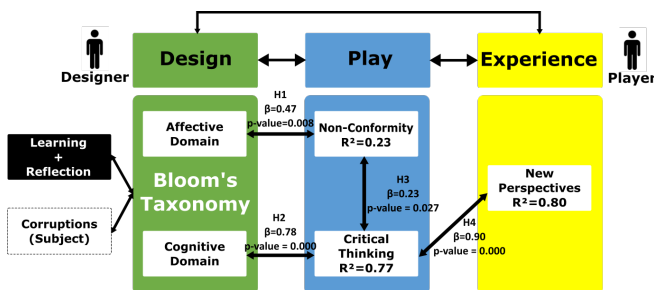 Design
Play
Experience
Designer
Player
H1
β=0.47
p-value=0.008
Affective
Domain
Non-Conformity
R²=0.23
Learning
+
Reflection
Bloom's
Taxonomy
H3
β=0.23
p-value = 0.027
New
Perspectives
R²=0.80
Corruptions
(Subject)
H2
β=0.78
p-value = 0.000
Cognitive
Domain
Critical
Thinking
R²=0.77
H4
β=0.90
p-value = 0.000